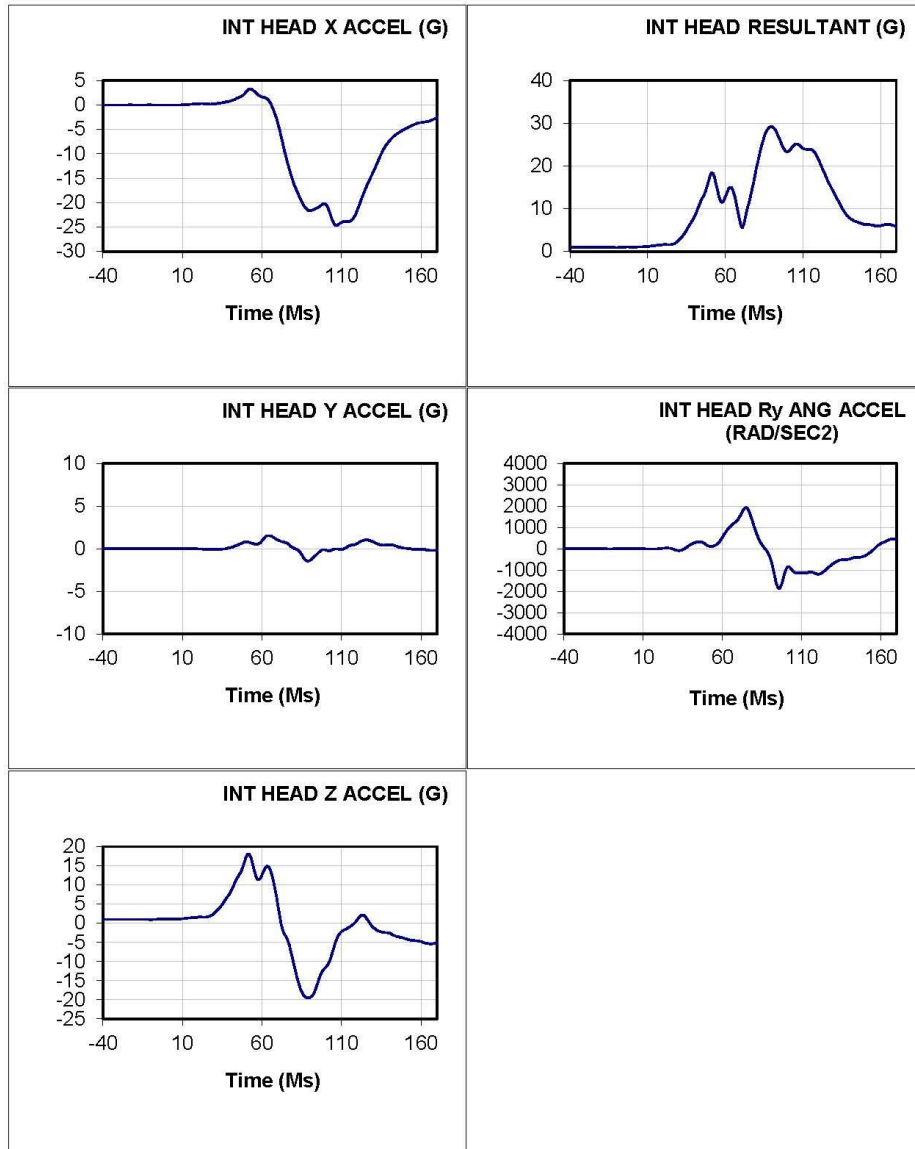 INT HEAD X ACCEL (G)
5
0
-5
-10
-15
-20
-25
-30
-40 10 60 110 160
Time (Ms)
INT HEAD RESULTANT (G)
40
30
20
10
0
-40 10 60 110 160
Time (Ms)
INT HEAD Y ACCEL (G)
10
5
0
-5
-10
-40 10 60 110 160
Time (Ms)
INT HEAD Ry ANG ACCEL
(RAD/SEC2)
4000
3000
2000
1000
0
-1000
-2000
-3000
-4000
-40 10 60 110 160
Time (Ms)
INT HEAD Z ACCEL (G)
20
15
10
5
0
-5
-10
-15
-20
-25
-40 10 60 110 160
Time (Ms)